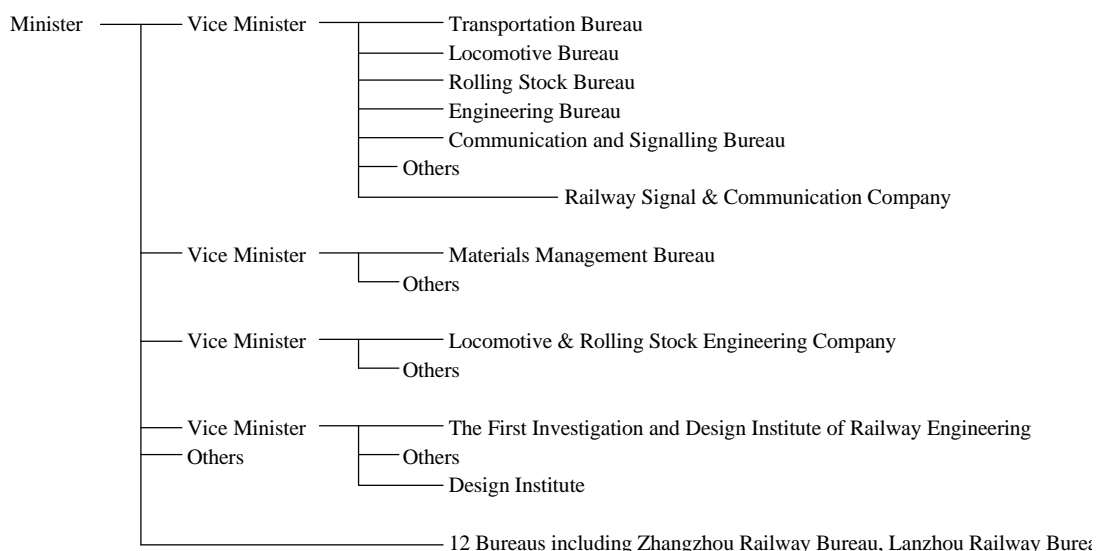 Minister Vice Minister Transportation Bureau
Locomotive Bureau
Rolling Stock Bureau
Engineering Bureau
Communication and Signalling Bureau
Others
Railway Signal & Communication Company
Vice Minister Materials Management Bureau
Others
Vice Minister Locomotive & Rolling Stock Engineering Company
Others
Vice Minister The First Investigation and Design Institute of Railway Engineering
Others Others
Design Institute
12 Bureaus including Zhangzhou Railway Bureau, Lanzhou Railway